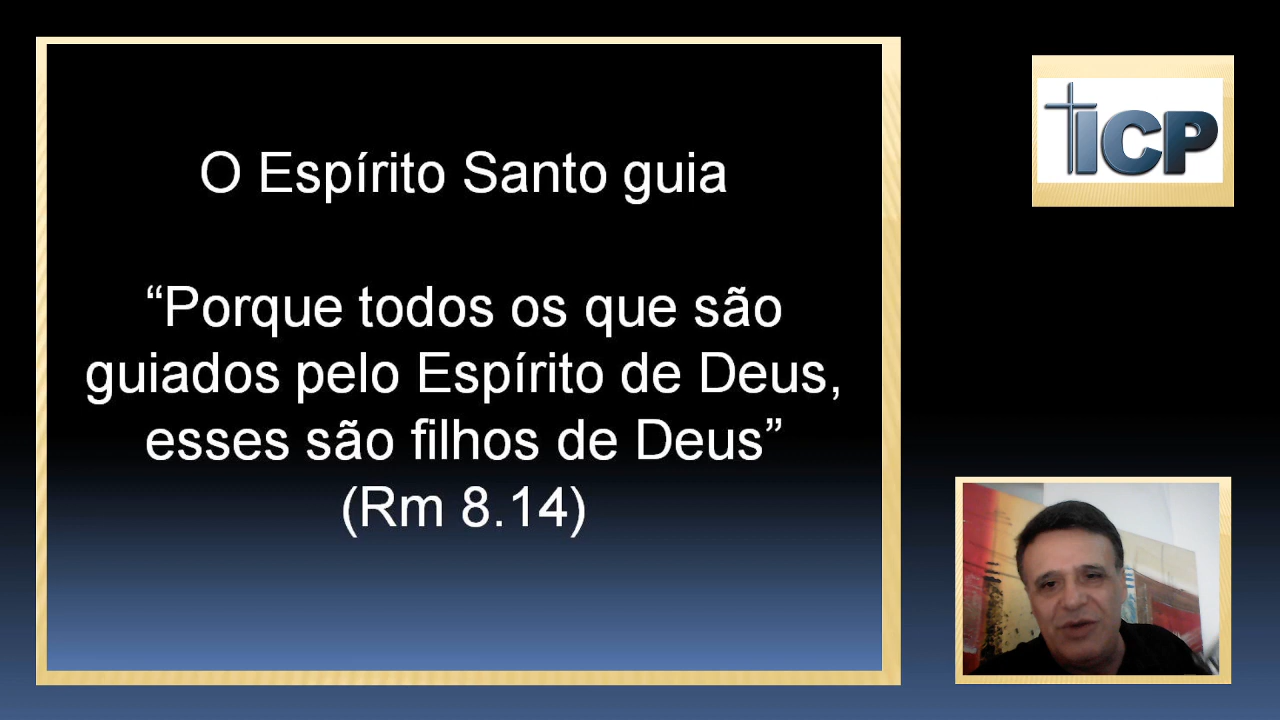 O Espírito Santo guia
“Porque todos os que são
guiados pelo Espírito de Deus,
esses são filhos de Deus”
(Rm 8.14)
ICP